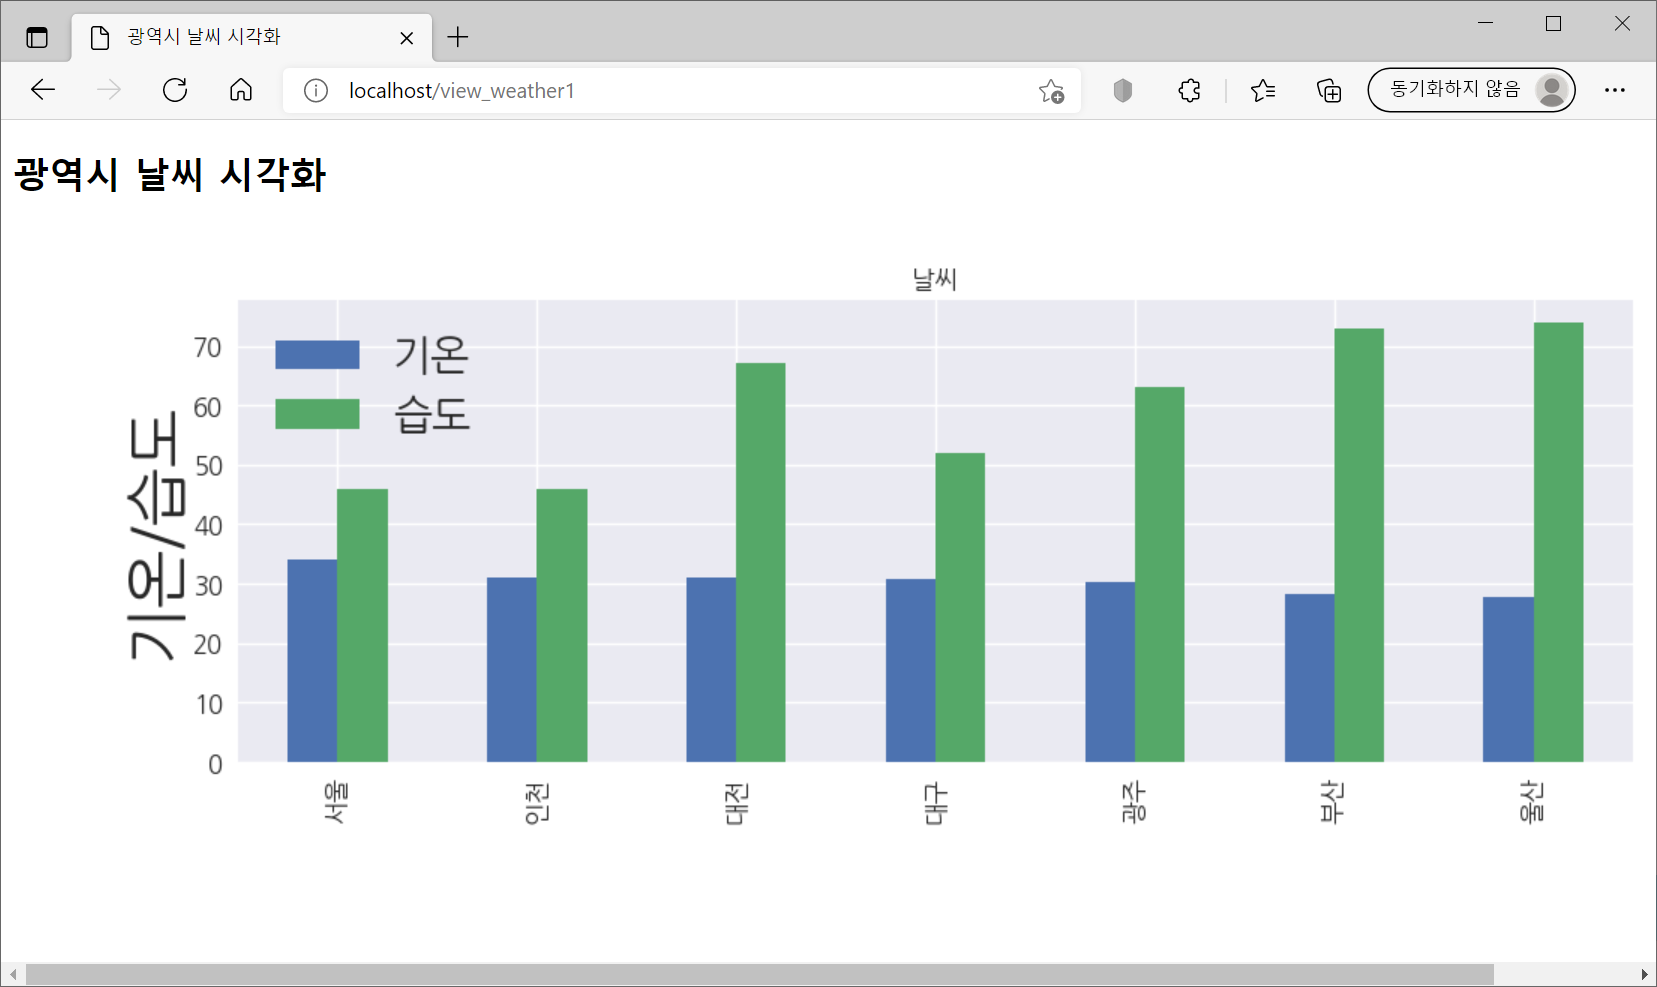 광역시 날씨 시각화
localhost/view_weather1
동기화하지 않음
광역시 날씨 시각화
날씨
기온
습도
기온/습도
70
60
50
40
30
20
10
0
서울
인천
대전
대구
광주
부산
울산